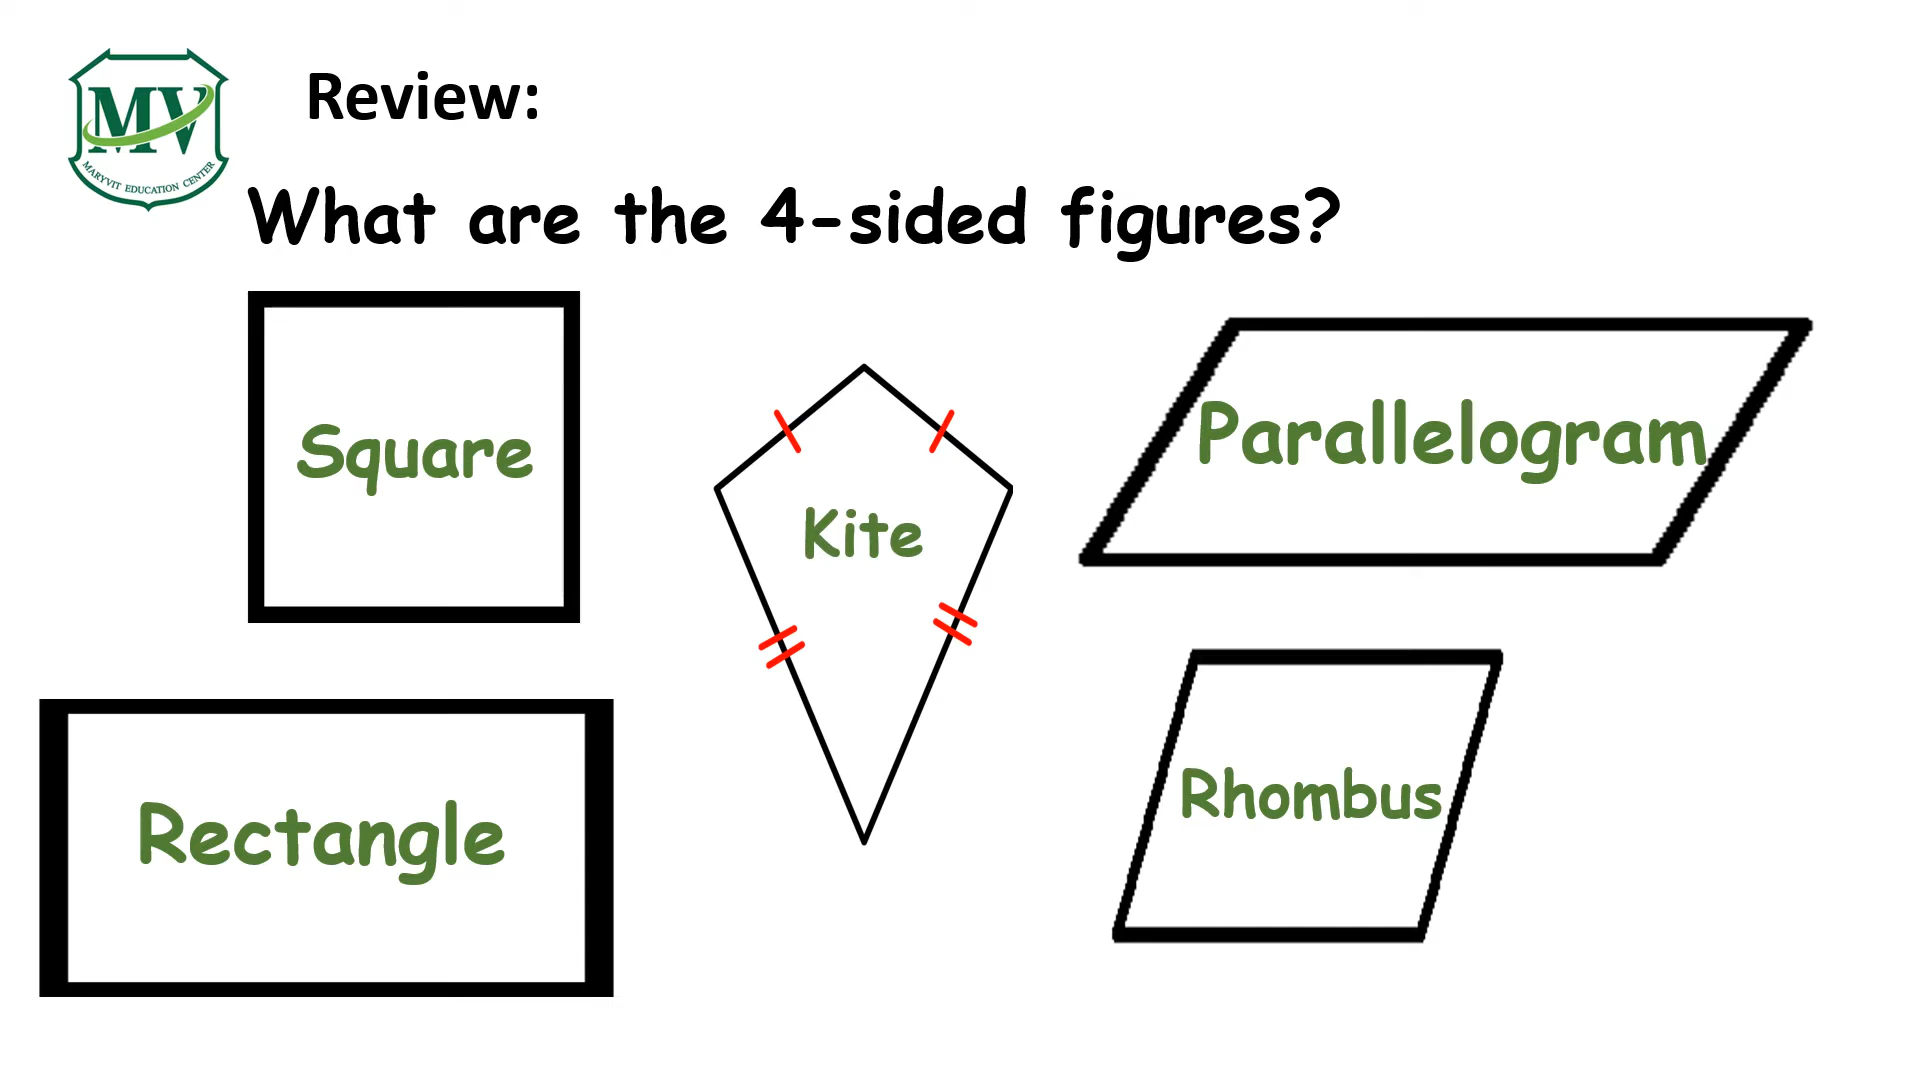 MV
MARYVIT EDUCATION CENTER
Review:
What are the 4-sided figures?
Square
Kite
Parallelogram
Rectangle
Rhombus